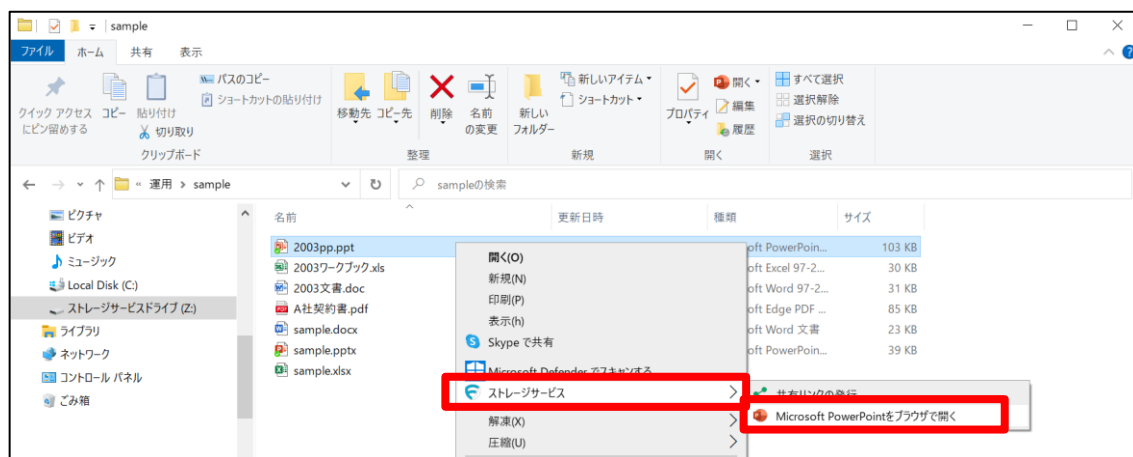 sample
ファイル ホーム 共有 表示
クイック アクセス
にピン留めする
コピー 貼り付け
パスのコピー
ショートカットの貼り付け
切り取り
クリップボード
移動先 コピー先 削除 名前
の変更
整理
新しい
フォルダー
新しいアイテム
ショートカット
新規
プロパティ
開く
編集
履歴
開く
すべて選択
選択解除
選択の切り替え
選択
« 運用 › sample
sampleの検索
名前 更新日時 種類 サイズ
ピクチャ
ビデオ
ミュージック
Local Disk (C:)
ストレージサービスドライブ (Z:)
ライブラリ
ネットワーク
コントロール パネル
ごみ箱
2003pp.ppt oft PowerPoin... 103 KB
2003ワークブック.xls oft Excel 97-2... 30 KB
2003文書.doc oft Word 97-2... 31 KB
A社契約書.pdf oft Edge PDF ... 85 KB
sample.docx oft Word 文書 23 KB
sample.pptx oft PowerPoin... 39 KB
sample.xlsx
開く(O)
新規(N)
印刷(P)
表示(h)
Skype で共有
Microsoft Defender でスキャンする
ストレージサービス
解凍(X)
圧縮(U)
共有リンクの発行
Microsoft PowerPointをブラウザで開く